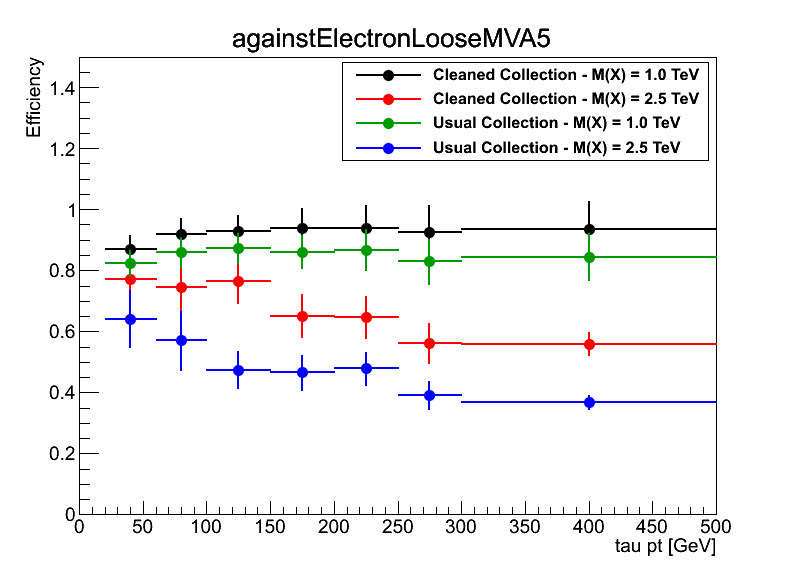 againstElectronLooseMVA5
Efficiency
Cleaned Collection - M(X) = 1.0 TeV
Cleaned Collection - M(X) = 2.5 TeV
Usual Collection - M(X) = 1.0 TeV
Usual Collection - M(X) = 2.5 TeV
1.4
1.2
1
0.8
0.6
0.4
0.2
0
0 50 100 150 200 250 300 350 400 450 500
tau pt [GeV]